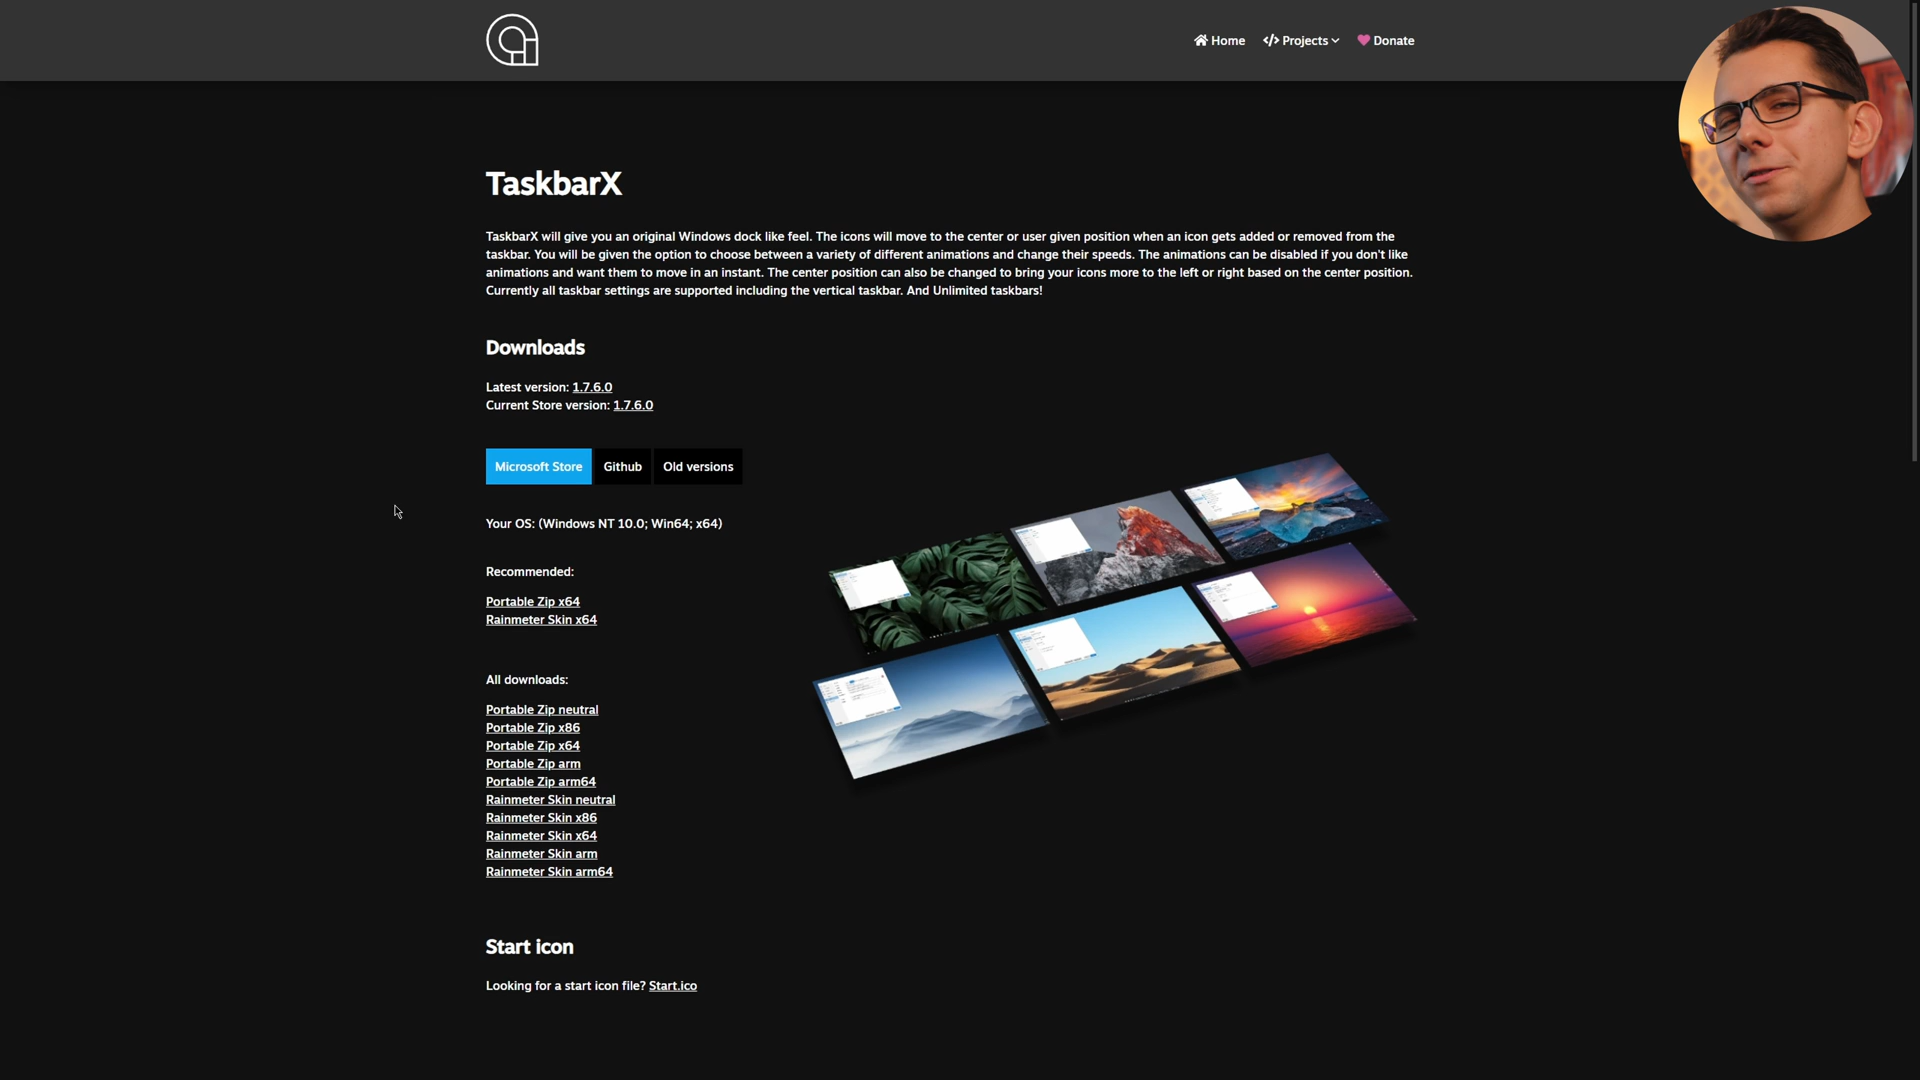 Home
Projects
Donate
TaskbarX
TaskbarX will give you an original Windows dock like feel. The icons will move to the center or user given position when an icon gets added or removed from the
taskbar. You will be given the option to choose between a variety of different animations and change their speeds. The animations can be disabled if you don't like
animations and want them to move in an instant. The center position can also be changed to bring your icons more to the left or right based on the center position.
Currently all taskbar settings are supported including the vertical taskbar. And Unlimited taskbars!
Downloads
Latest version: 1.7.6.0
Current Store version: 1.7.6.0
Microsoft Store
Github
Old versions
Your OS: (Windows NT 10.0; Win64; x64)
Recommended:
Portable Zip x64
Rainmeter Skin x64
All downloads:
Portable Zip neutral
Portable Zip x86
Portable Zip x64
Portable Zip arm
Portable Zip arm64
Rainmeter Skin neutral
Rainmeter Skin x86
Rainmeter Skin x64
Rainmeter Skin arm
Rainmeter Skin arm64
Start icon
Looking for a start icon file? Start.ico